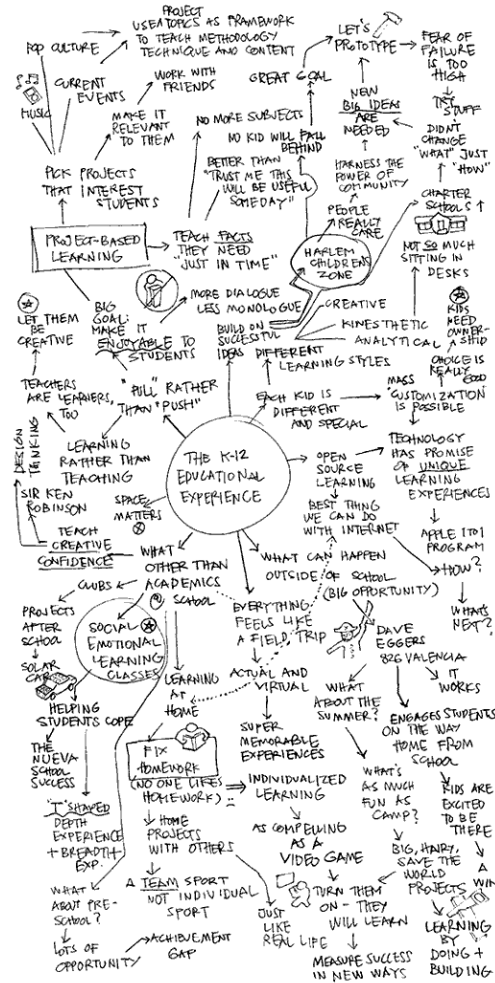 PROJECT
USE TOPICS AS FRAMEWORK
TO TEACH METHODOLOGY
TECHNIQUE AND CONTENT
POP CULTURE
CURRENT
EVENTS
MUSIC
WORK WITH
FRIENDS
MAKE IT
RELEVANT
TO THEM
PICK PROJECTS
THAT INTEREST
STUDENTS
PROJECT-BASED
LEARNING
NO MORE SUBJECTS
BETTER THAN
"TRUST ME THIS
WILL BE USEFUL
SOMEDAY"
TEACH FACTS
THEY NEED
"JUST IN TIME"
GREAT GOAL
NO KID WILL FALL
BEHIND
LET'S
PROTOTYPE
FEAR OF
FAILURE
IS TOO
HIGH
TRY
STUFF
NEW
BIG IDEAS
ARE
NEEDED
DIDN'T
CHANGE
"WHAT" JUST
"HOW"
HARNESS THE
POWER OF
COMMUNITY
PEOPLE
REALLY
CARE
HARLEM
CHILDRENS
ZONE
CHARTER
SCHOOLS
NOT SO MUCH
SITTING IN
DESKS
KIDS
NEED
OWNER-
SHIP
CHOICE IS
REALLY
GOOD
MORE DIALOGUE
LESS MONOLOGUE
BUILD ON
SUCCESSFUL
IDEAS
CREATIVE
KINESTHETIC
ANALYTICAL
DIFFERENT
LEARNING STYLES
EACH KID IS
DIFFERENT
AND SPECIAL
MASS
"CUSTOMIZATION"
IS POSSIBLE
LET THEM
BE
CREATIVE
BIG
GOAL:
MAKE IT
ENJOYABLE TO
STUDENTS
TEACHERS
ARE LEARNERS,
TOO
"PULL" RATHER
THAN "PUSH"
LEARNING
RATHER THAN
TEACHING
DESIGN
THINKING
SIR KEN
ROBINSON
TEACH
CREATIVE
CONFIDENCE
SPACE
MATTERS
THE K-12
EDUCATIONAL
EXPERIENCE
OPEN
SOURCE
LEARNING
BEST THING
WE CAN DO
WITH INTERNET
TECHNOLOGY
HAS PROMISE
OF UNIQUE
LEARNING
EXPERIENCES
APPLE 1TO1
PROGRAM
HOW?
WHAT'S
NEXT?
WHAT
OTHER THAN
ACADEMICS
@ SCHOOL
CLUBS
PROJECTS
AFTER
SCHOOL
SOLAR
CAR
SOCIAL
EMOTIONAL
LEARNING
CLASSES
HELPING
STUDENTS COPE
THE
NUEVA
SCHOOL
SUCCESS
"T" SHAPED
DEPTH
EXPERIENCE
+ BREADTH
EXP.
WHAT
ABOUT PRE-
SCHOOL?
LOTS OF
OPPORTUNITY
ACHIEVEMENT
GAP
WHAT CAN HAPPEN
OUTSIDE OF SCHOOL
(BIG OPPORTUNITY)
EVERYTHING
FEELS LIKE
A FIELD TRIP
ACTUAL AND
VIRTUAL
SUPER
MEMORABLE
EXPERIENCES
LEARNING
AT
HOME
FIX
HOMEWORK
(NO ONE LIKES
HOMEWORK)
HOME
PROJECTS
WITH OTHERS
A TEAM SPORT
NOT INDIVIDUAL
SPORT
JUST
LIKE
REAL LIFE
INDIVIDUALIZED
LEARNING
AS COMPELLING
AS A
VIDEO GAME
TURN THEM
ON - THEY
WILL LEARN
MEASURE SUCCESS
IN NEW WAYS
DAVE
EGGERS
826 VALENCIA
IT
WORKS
WHAT
ABOUT THE
SUMMER?
WHAT'S
AS MUCH
FUN AS
CAMP?
BIG, HAIRY,
SAVE THE
WORLD
PROJECTS
ENGAGES STUDENTS
ON THE WAY
HOME FROM
SCHOOL
KIDS ARE
EXCITED
TO BE
THERE
A
WIN
LEARNING
BY
DOING +
BUILDING